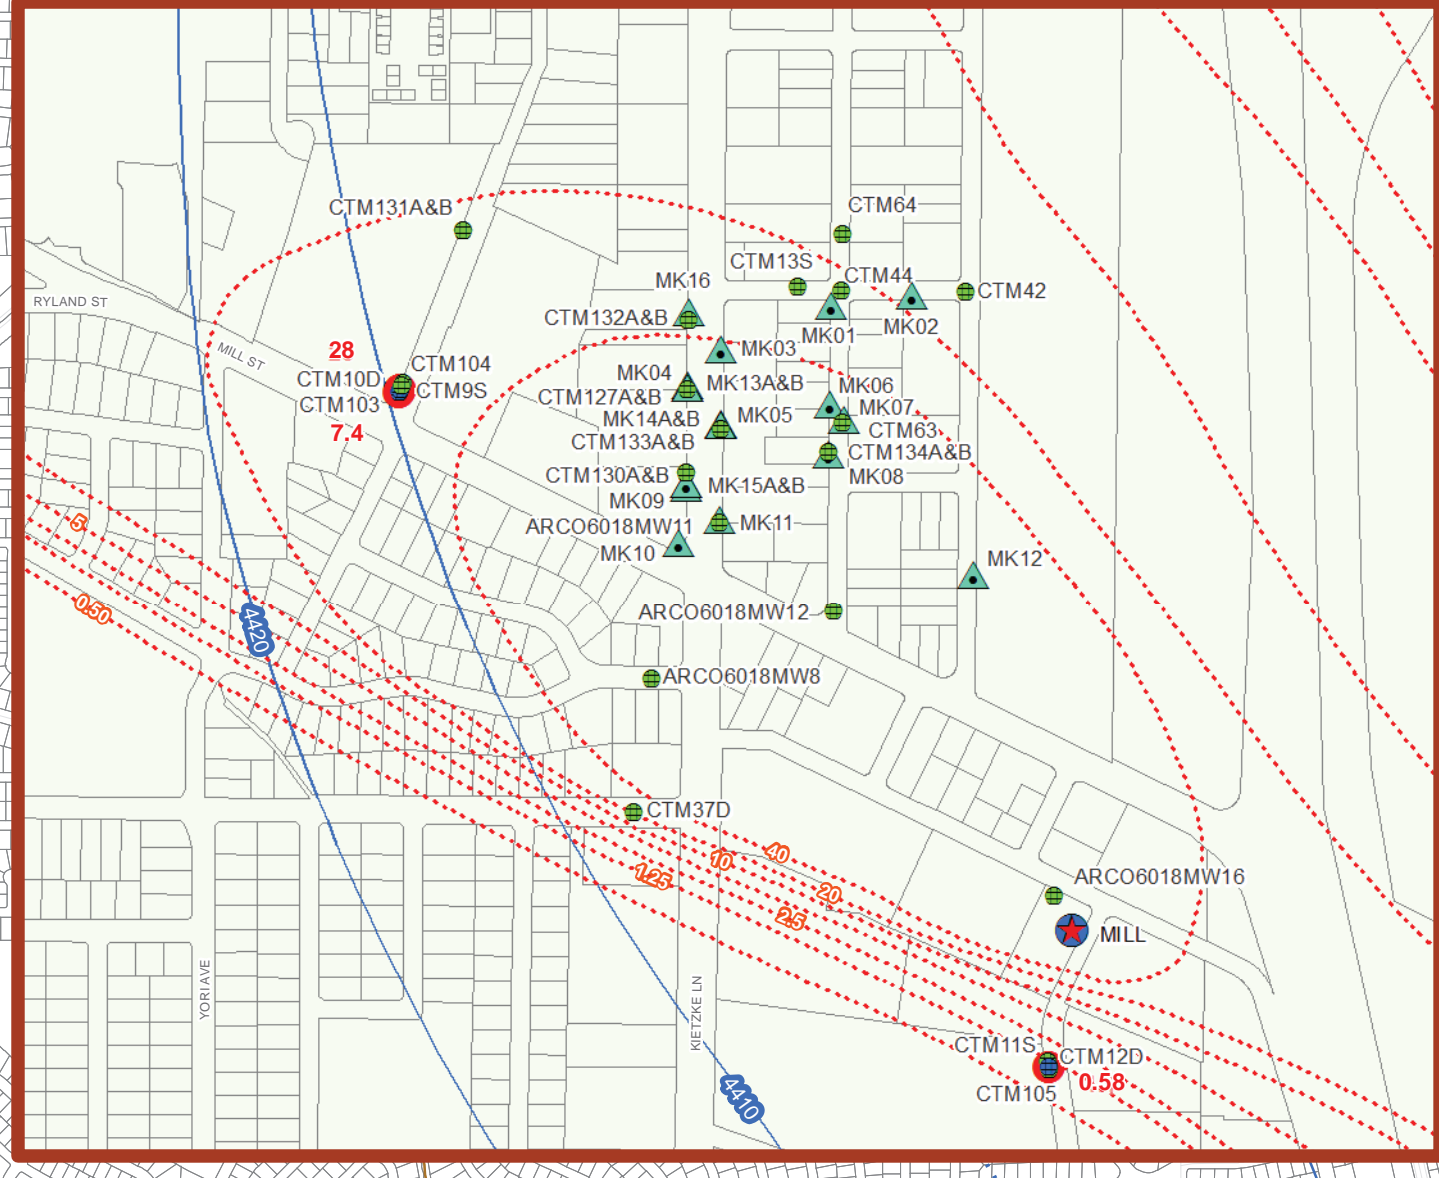 CTM131A&B
CTM64
CTM13S
CTM44
MK16
CTM42
RYLAND ST
CTM132A&B
MK01
MK02
MILL ST
28
MK03
CTM104
CTM10D
MK04
MK13A&B
MK06
CTM9S
CTM127A&B
CTM103
MK14A&B
MK05
MK07
7.4
CTM63
CTM133A&B
CTM134A&B
CTM130A&B
MK08
MK15A&B
MK09
5
ARCO6018MW11
MK11
MK10
MK12
0.50
ARCO6018MW12
4420
ARCO6018MW8
CTM37D
40
10
1.25
ARCO6018MW16
20
2.5
MILL
YORI AVE
KIETZKE LN
CTM11S
CTM12D
0.58
CTM105
4410